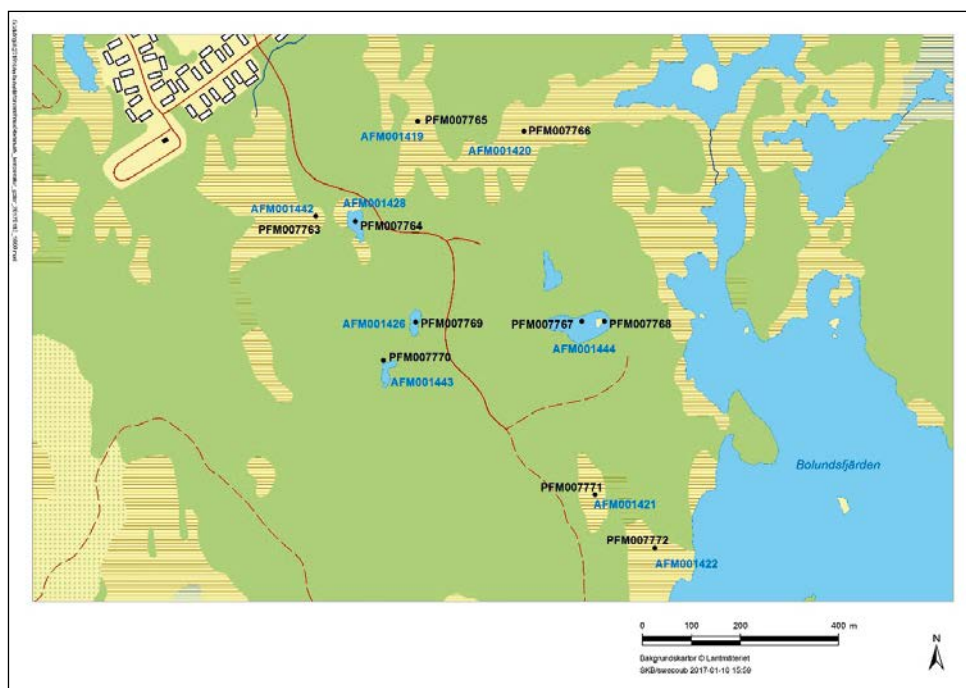 PFM007765
AFM001419
PFM007766
AFM001420
AFM001442
AFM001428
PFM007763
PFM007764
AFM001426
PFM007769
PFM007767
PFM007768
AFM001444
PFM007770
AFM001443
Bolundsfjärden
PFM007771
AFM001421
PFM007772
AFM001422
0 100 200 400 m
N
Bakgrundskartor © Lantmäteriet
SKB/swecoub 2017-01-10 15:59